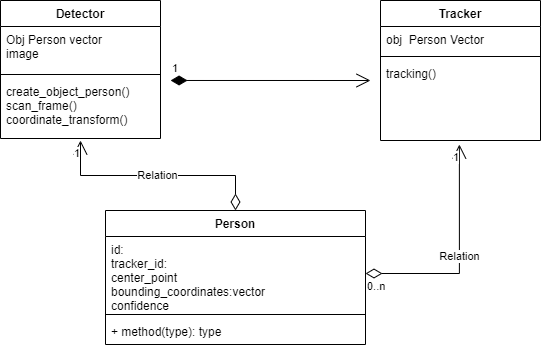 Detector
Obj Person vector
image
create_object_person()
scan_frame()
coordinate_transform()
1
Tracker
obj  Person Vector
tracking()
1
1
Relation
Relation
Person
id:
tracker_id:
center_point
bounding_coordinates:vector
confidence
0..n
+ method(type): type